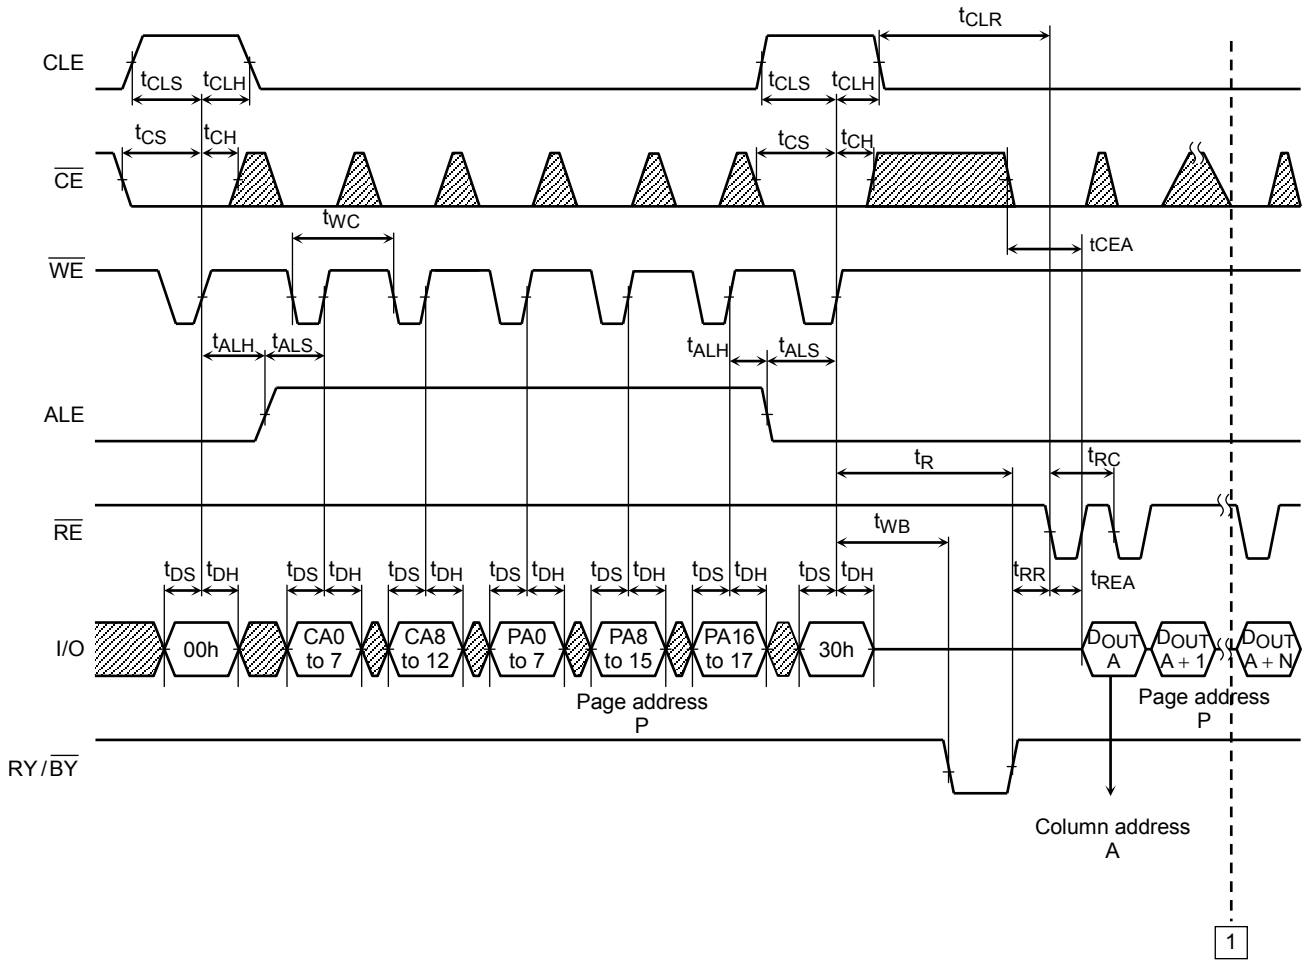 tCLR
CLE
tCLS tCLH tCLS tCLH
tCS tCH tCS tCH
CE
tWC
tCEA
WE
tALH tALS tALH tALS
ALE
tR tRC
RE
tWB
tDS tDH tDS tDH tDS tDH tDS tDH tDS tDH tDS tDH tDS tDH tRR tREA
I/O
00h
CA0
to 7
CA8
to 12
PA0
to 7
PA8
to 15
PA16
to 17
30h
DOUT
A
DOUT
A + 1
DOUT
A + N
Page address
P
Page address
P
RY/BY
Column address
A
1